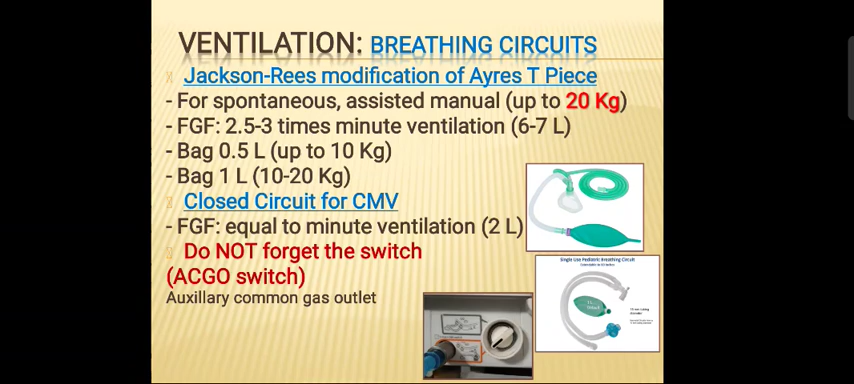 VENTILATION: BREATHING CIRCUITS
Jackson-Rees modification of Ayres T Piece
- For spontaneous, assisted manual (up to 20 Kg)
- FGF: 2.5-3 times minute ventilation (6-7 L)
- Bag 0.5 L (up to 10 Kg)
- Bag 1 L (10-20 Kg)
Closed Circuit for CMV
- FGF: equal to minute ventilation (2 L)
Do NOT forget the switch
(ACGO switch)
Auxillary common gas outlet
Single Use Pediatric Breathing Circuit